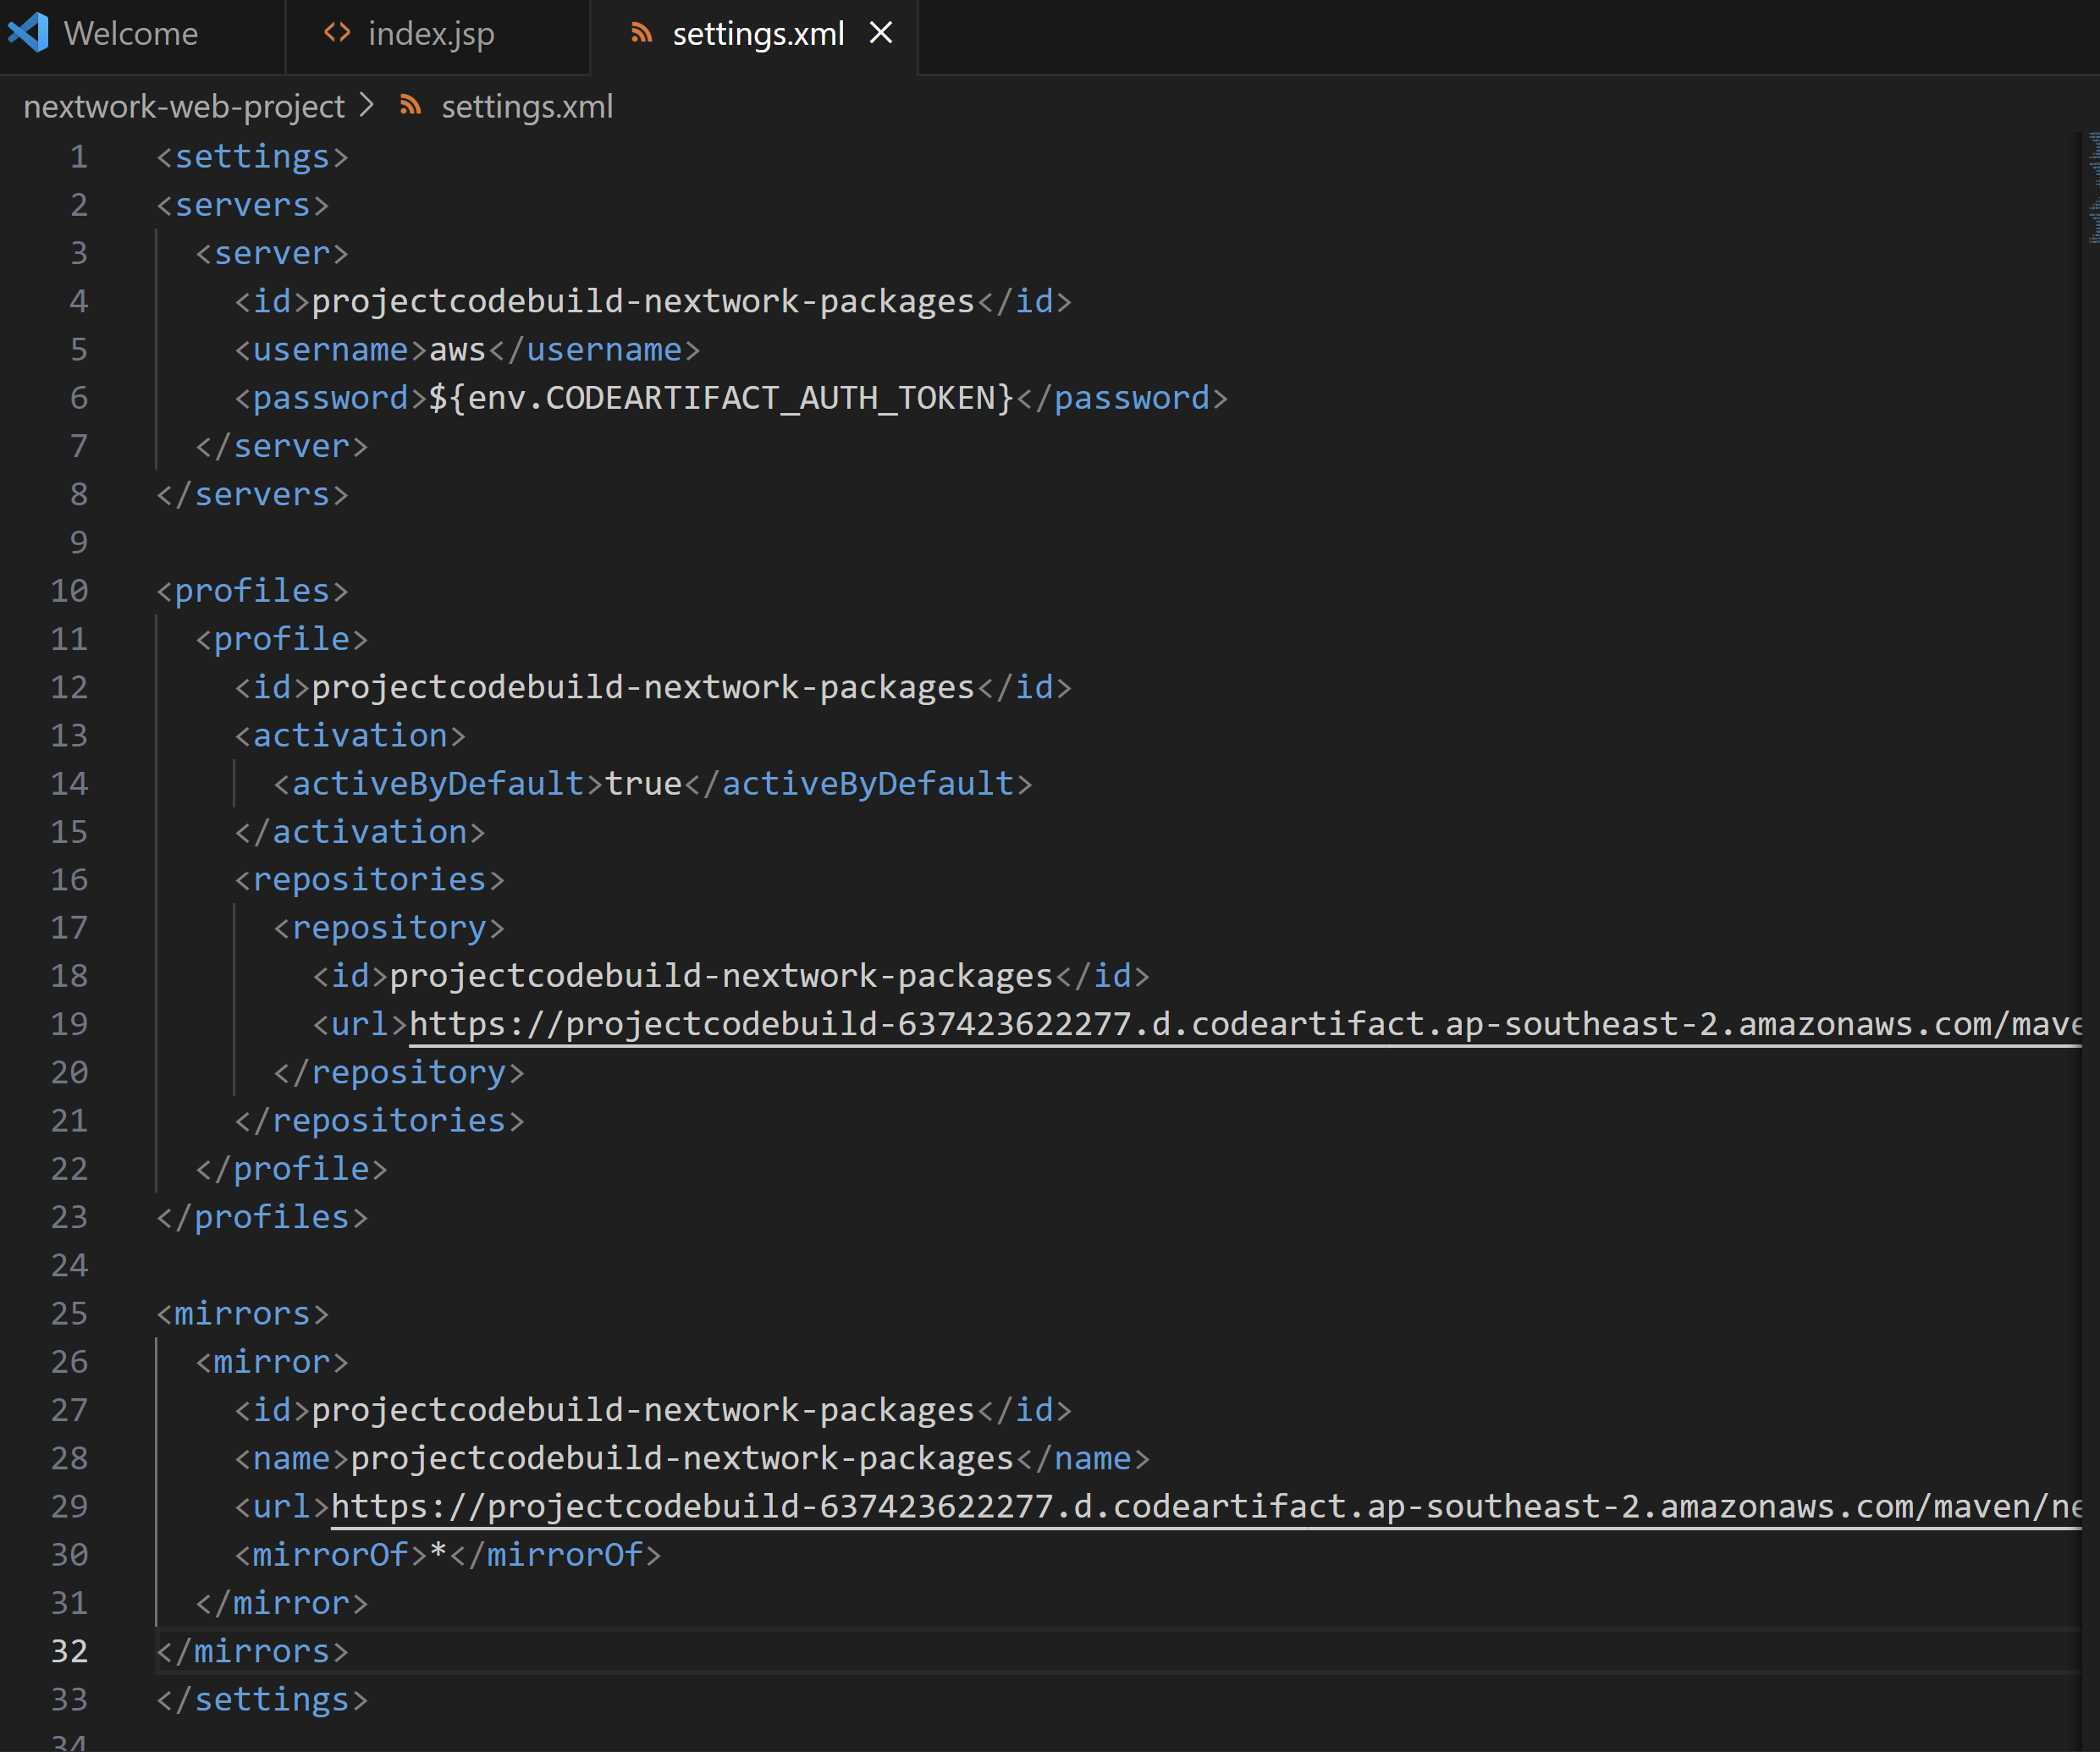 Welcome index.jsp settings.xml
nextwork-web-project > settings.xml
1 <settings>
2 <servers>
3 <server>
4 <id>projectcodebuild-nextwork-packages</id>
5 <username>aws</username>
6 <password>${env.CODEARTIFACT_AUTH_TOKEN}</password>
7 </server>
8 </servers>
9
10 <profiles>
11 <profile>
12 <id>projectcodebuild-nextwork-packages</id>
13 <activation>
14 <activeByDefault>true</activeByDefault>
15 </activation>
16 <repositories>
17 <repository>
18 <id>projectcodebuild-nextwork-packages</id>
19 <url>https://projectcodebuild-637423622277.d.codeartifact.ap-southeast-2.amazonaws.com/mave
20 </repository>
21 </repositories>
22 </profile>
23 </profiles>
24
25 <mirrors>
26 <mirror>
27 <id>projectcodebuild-nextwork-packages</id>
28 <name>projectcodebuild-nextwork-packages</name>
29 <url>https://projectcodebuild-637423622277.d.codeartifact.ap-southeast-2.amazonaws.com/maven/ne
30 <mirrorOf>*</mirrorOf>
31 </mirror>
32 </mirrors>
33 </settings>
34